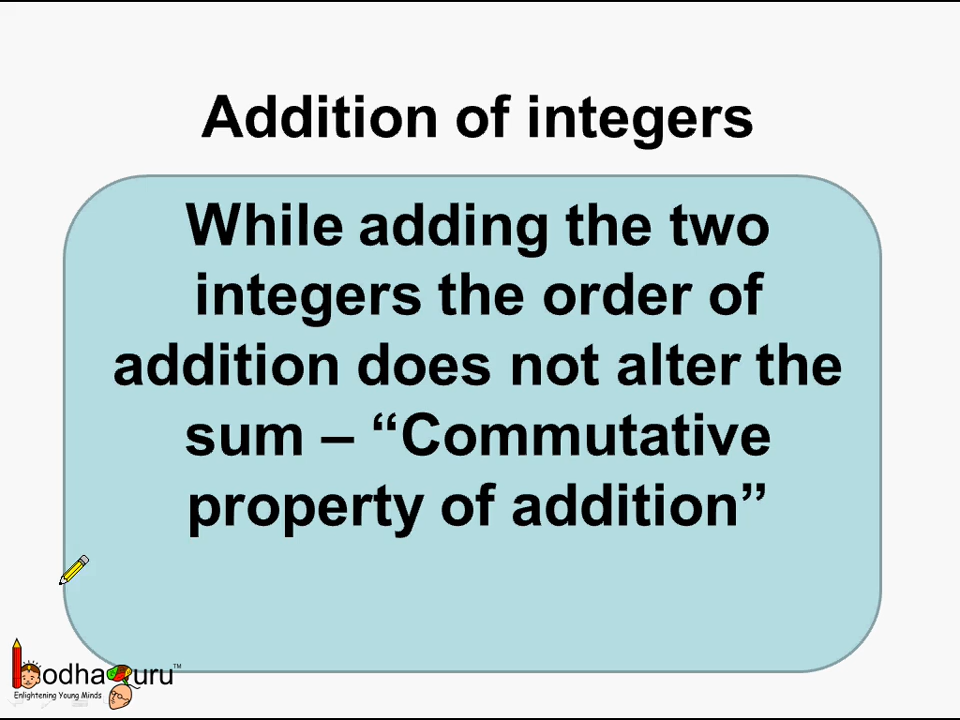 Addition of integers
While adding the two
integers the order of
addition does not alter the
sum – “Commutative
property of addition”
bodhaguru™
Enlightening Young Minds